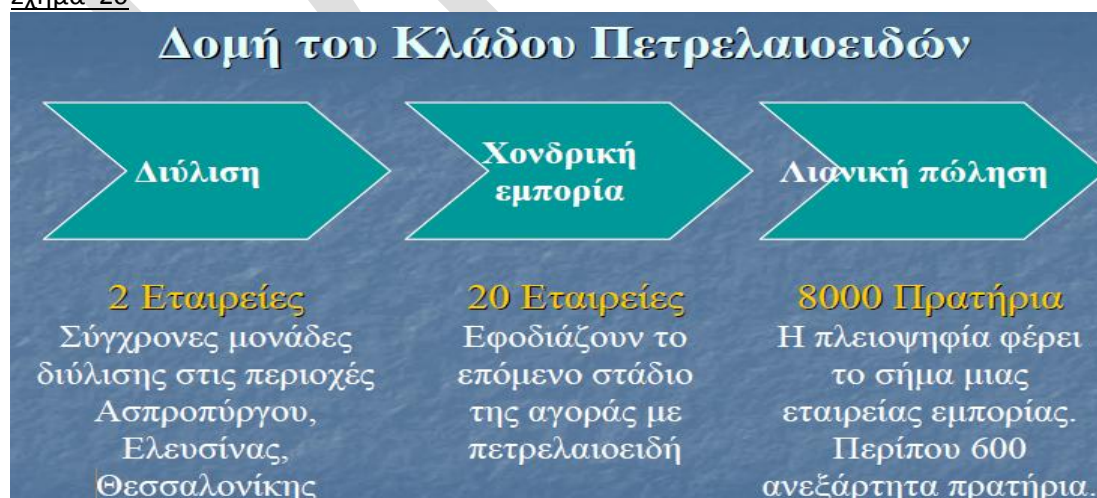 Σχήμα 20
Δομή του Κλάδου Πετρελαιοειδών
Διύλιση
Χονδρική
εμπορία
Λιανική πώληση
2 Εταιρείες
Σύγχρονες μονάδες
διύλισης στις περιοχές
Ασπροπύργου,
Ελευσίνας,
Θεσσαλονίκης
20 Εταιρείες
Εφοδιάζουν το
επόμενο στάδιο
της αγοράς με
πετρελαιοειδή
8000 Πρατήρια
Η πλειοψηφία φέρει
το σήμα μιας
εταιρείας εμπορίας.
Περίπου 600
ανεξάρτητα πρατήρια.